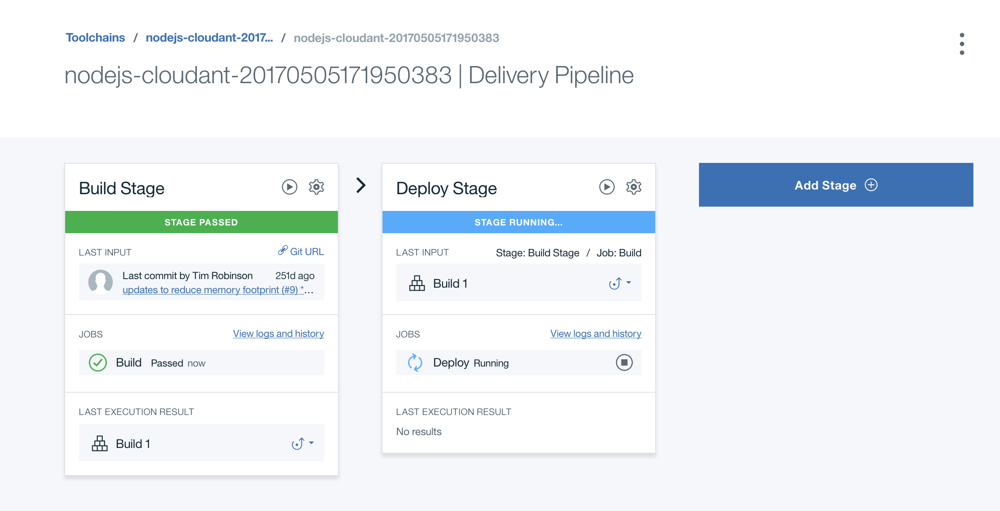 Toolchains / nodejs-cloudant-2017... / nodejs-cloudant-20170505171950383
nodejs-cloudant-20170505171950383 | Delivery Pipeline
Build Stage
STAGE PASSED
LAST INPUT Git URL
Last commit by Tim Robinson 251d ago
updates to reduce memory footprint (#9) *...
JOBS View logs and history
Build Passed now
LAST EXECUTION RESULT
Build 1
Deploy Stage
STAGE RUNNING...
LAST INPUT Stage: Build Stage / Job: Build
Build 1
JOBS View logs and history
Deploy Running
LAST EXECUTION RESULT
No results
Add Stage